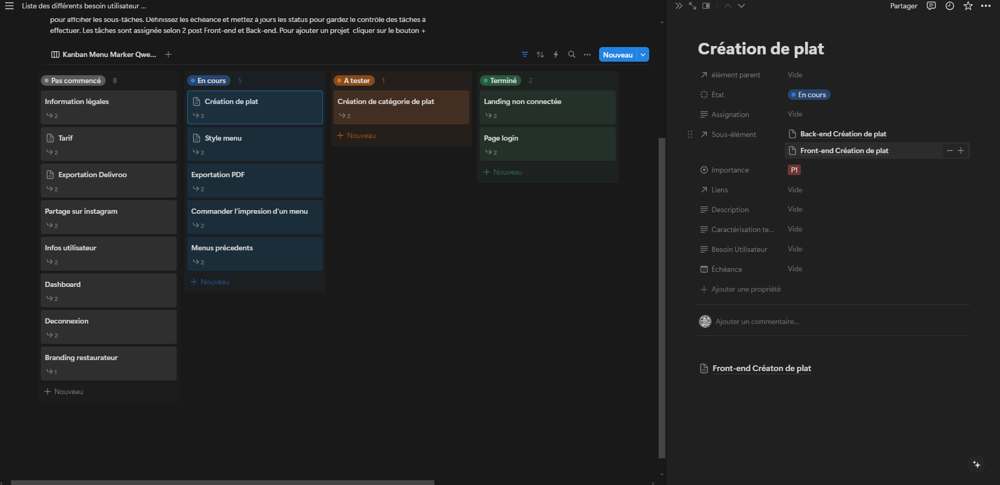 Liste des différents besoin utilisateur ...
pour afficher les sous-tâches. Définissez les échéance et mettez à jours les status pour gardez le contrôle des tâches à
effectuer. Les tâches sont assignée selon 2 post Front-end et Back-end. Pour ajouter un projet cliquer sur le bouton +
Kanban Menu Marker Qwe...
Nouveau
Pas commencé 8
Information légales
2
Tarif
2
Exportation Delivroo
2
Partage sur instagram
2
Infos utilisateur
2
Dashboard
2
Deconnexion
2
Branding restaurateur
1
+ Nouveau
En cours 5
Création de plat
2
Style menu
2
Exportation PDF
2
Commander l'impresion d'un menu
2
Menus précedents
2
+ Nouveau
A tester 1
Création de catégorie de plat
2
+ Nouveau
Terminé 2
Landing non connectée
2
Page login
2
+ Nouveau
Partager
Création de plat
élément parent Vide
État En cours
Assignation Vide
Sous-élément Back-end Création de plat
Front-end Création de plat
Importance P1
Liens Vide
Description Vide
Caractérisation te... Vide
Besoin Utilisateur Vide
Échéance Vide
+ Ajouter une propriété
Ajouter un commentaire...
Front-end Créaton de plat